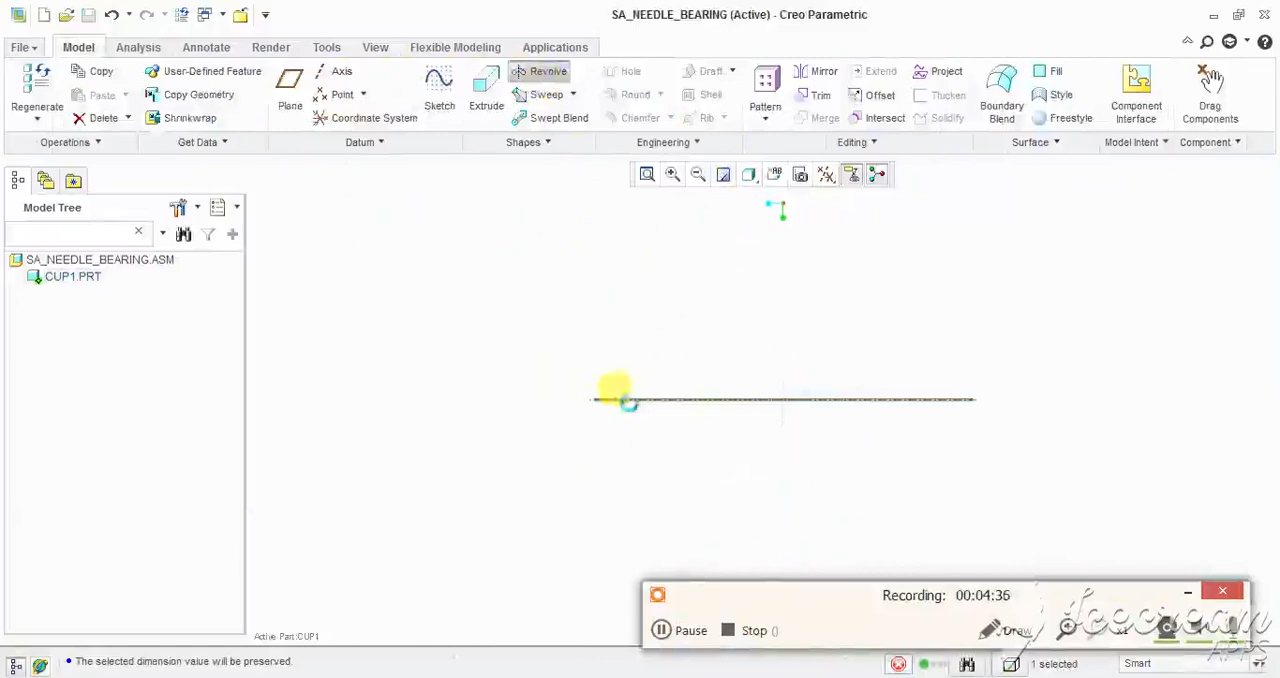 SA_NEEDLE_BEARING (Active) - Creo Parametric
File Model Analysis Annotate Render Tools View Flexible Modeling Applications
Regenerate Copy Paste Delete User-Defined Feature Copy Geometry Shrinkwrap Plane Axis Point Coordinate System Sketch Extrude Revolve Sweep Swept Blend Hole Round Chamfer Draft Shell Rib Pattern Mirror Trim Merge Extend Offset Intersect Project Thicken Solidify Boundary Blend Fill Style Freestyle Component Interface Drag Components
Operations Get Data Datum Shapes Engineering Editing Surface Model Intent Component
Model Tree
SA_NEEDLE_BEARING.ASM
CUP1.PRT
Recording: 00:04:36
Pause Stop () Draw x1
Icecream
APPS
Active Part:CUP1
The selected dimension value will be preserved.
1 selected Smart